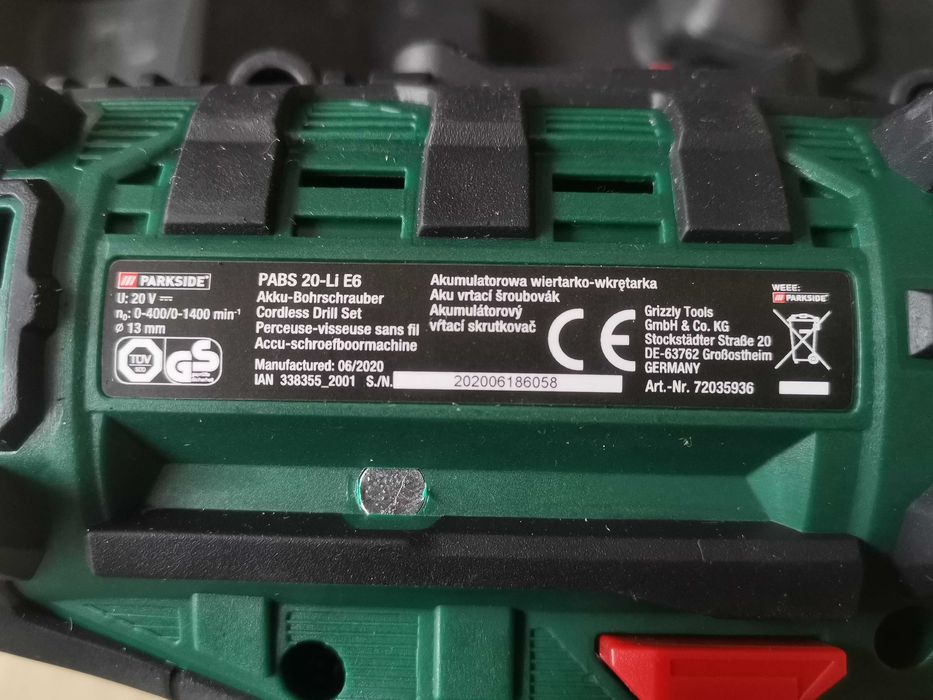 PARKSIDE®
U: 20 V ⎓
n₀: 0-400/0-1400 min⁻¹
ø 13 mm
TÜV
SÜD
GS
PABS 20-Li E6
Akku-Bohrschrauber
Cordless Drill Set
Perceuse-visseuse sans fil
Accu-schroefboormachine
Manufactured: 06/2020
IAN 338355_2001 S./N. 202006186058
Akumulatorowa wiertarko-wkrętarka
Aku vrtací šroubovák
Akumulátorový
vŕtací skrutkovač
CE
Grizzly Tools
GmbH & Co. KG
Stockstädter Straße 20
DE-63762 Großostheim
GERMANY
Art.-Nr. 72035936
WEEE:
PARKSIDE®